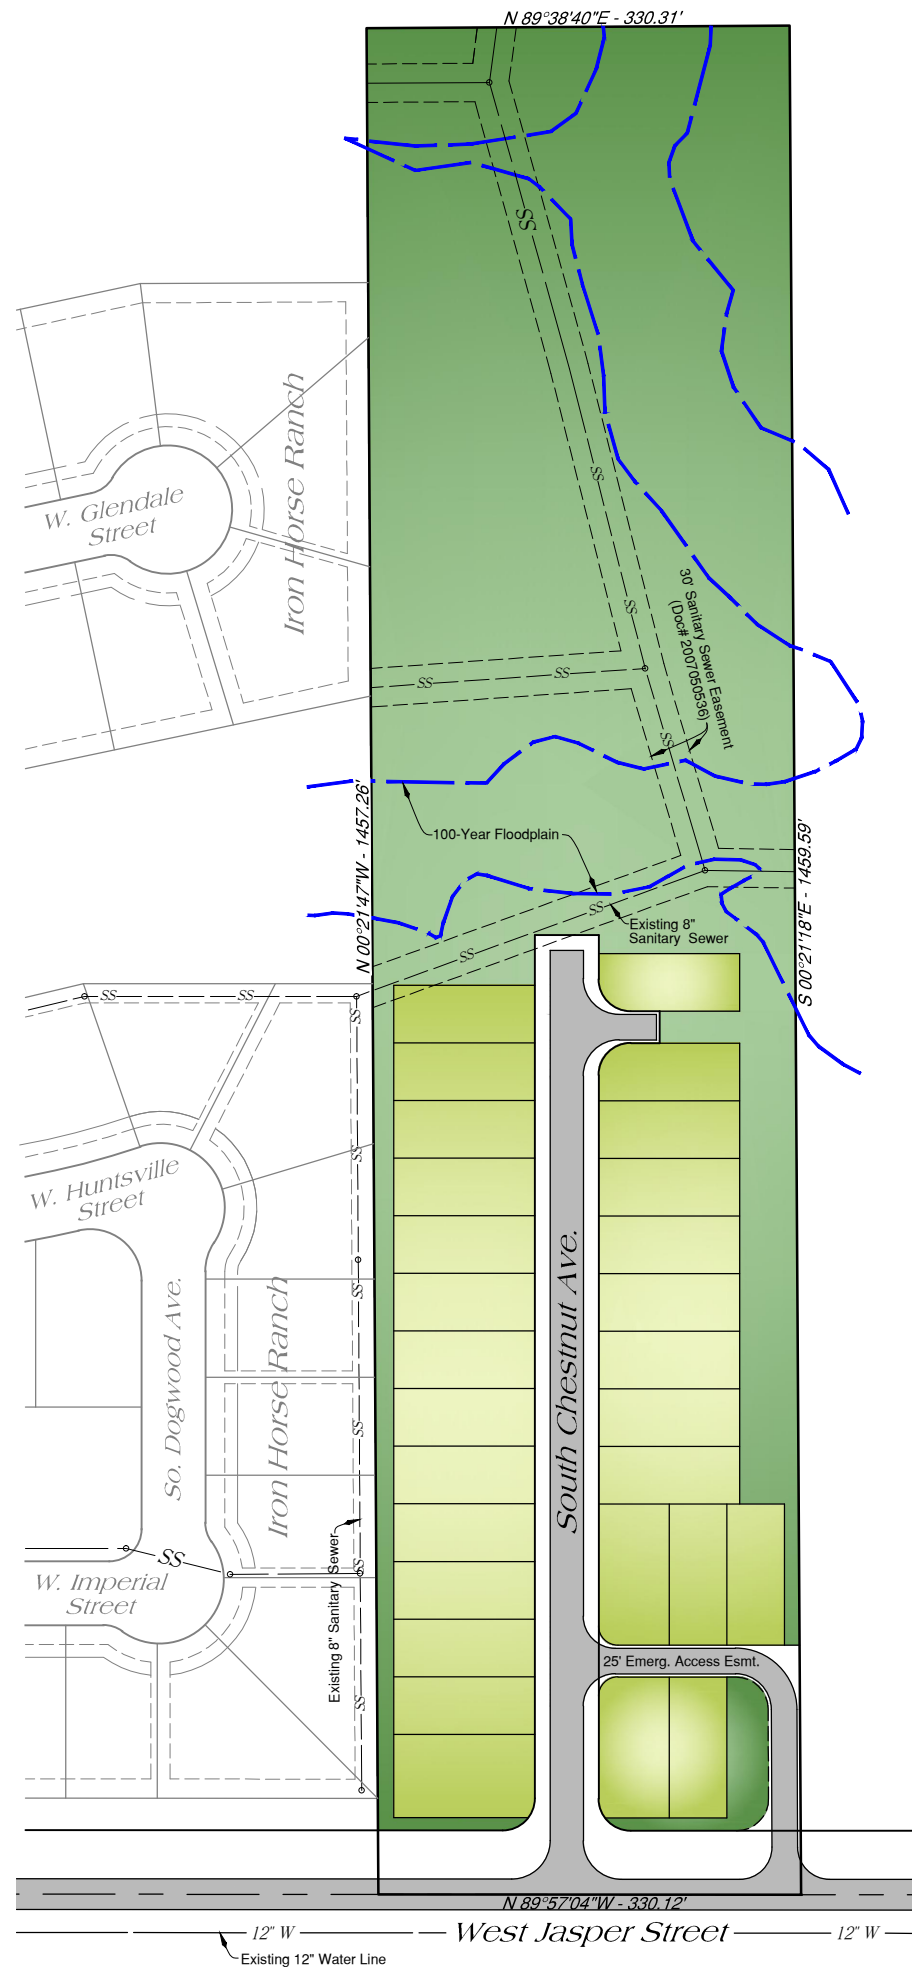 N 89°38'40"E - 330.31'
SS
Iron Horse Ranch
W. Glendale
Street
SS
SS
30' Sanitary Sewer Easement
(Doc# 2007050536)
SS
SS
SS
N 00°21'47"W - 1457.26'
100-Year Floodplain
S 00°21'18"E - 1459.59'
SS
Existing 8"
Sanitary Sewer
SS
SS
SS
SS
SS
W. Huntsville
Street
SS
So. Dogwood Ave.
Iron Horse Ranch
South Chestnut Ave.
SS
SS
SS
W. Imperial
Street
Existing 8" Sanitary Sewer
25' Emerg. Access Esmt.
SS
N 89°57'04"W - 330.12'
12" W
West Jasper Street
12" W
Existing 12" Water Line